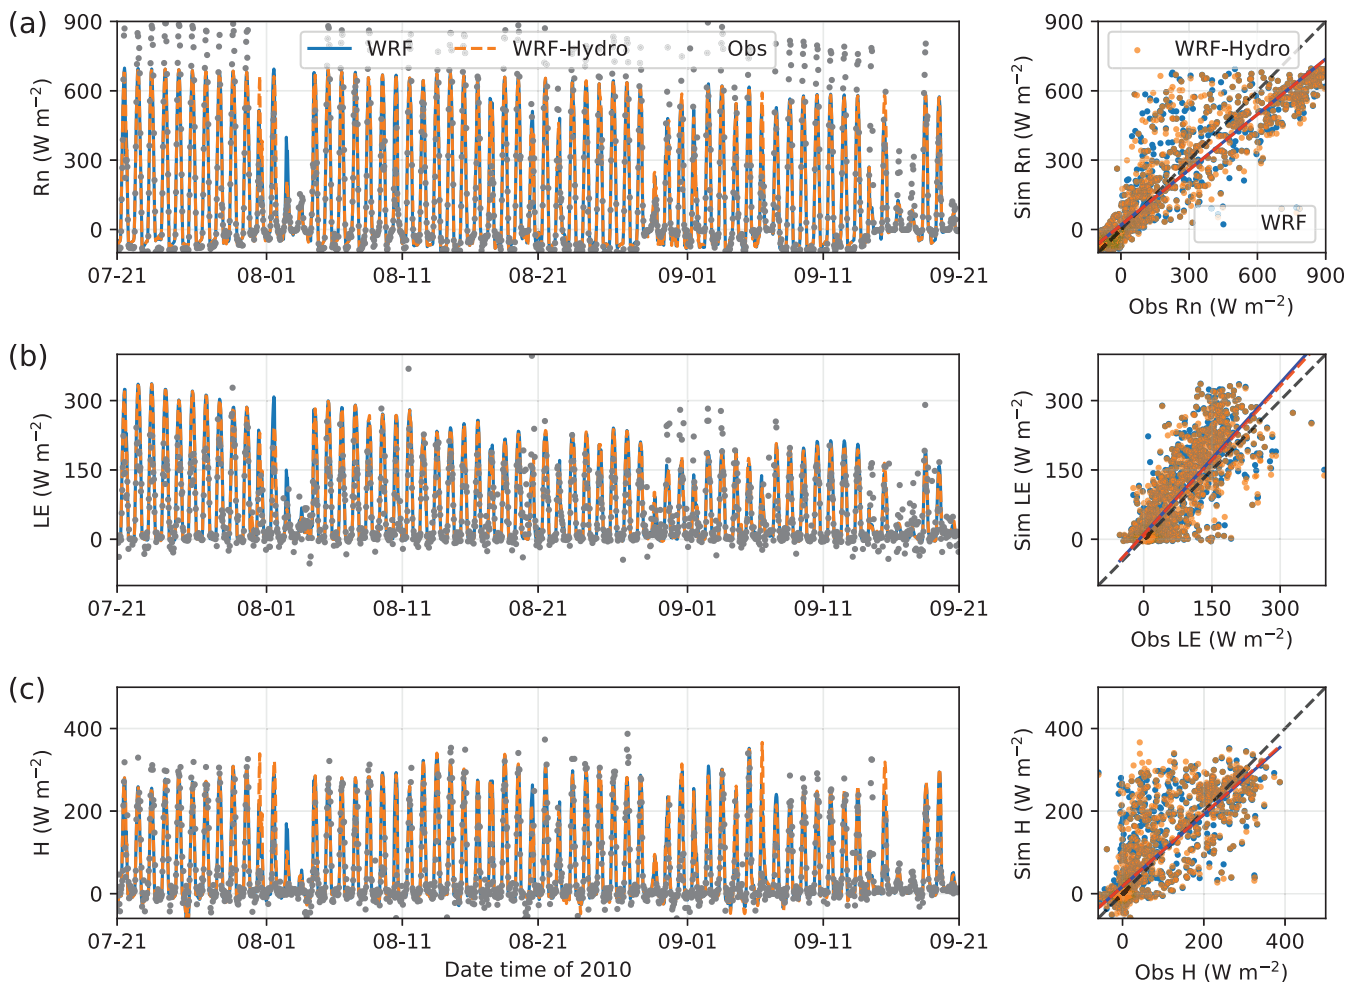 (a)
900
600
300
0
Rn (W m−2)
WRF
WRF-Hydro
Obs
07-21
08-01
08-11
08-21
09-01
09-11
09-21
900
600
300
0
Sim Rn (W m−2)
WRF-Hydro
WRF
0
300
600
900
Obs Rn (W m−2)
(b)
300
150
0
LE (W m−2)
07-21
08-01
08-11
08-21
09-01
09-11
09-21
300
150
0
Sim LE (W m−2)
0
150
300
Obs LE (W m−2)
(c)
400
200
0
H (W m−2)
07-21
08-01
08-11
08-21
09-01
09-11
09-21
Date time of 2010
400
200
0
Sim H (W m−2)
0
200
400
Obs H (W m−2)